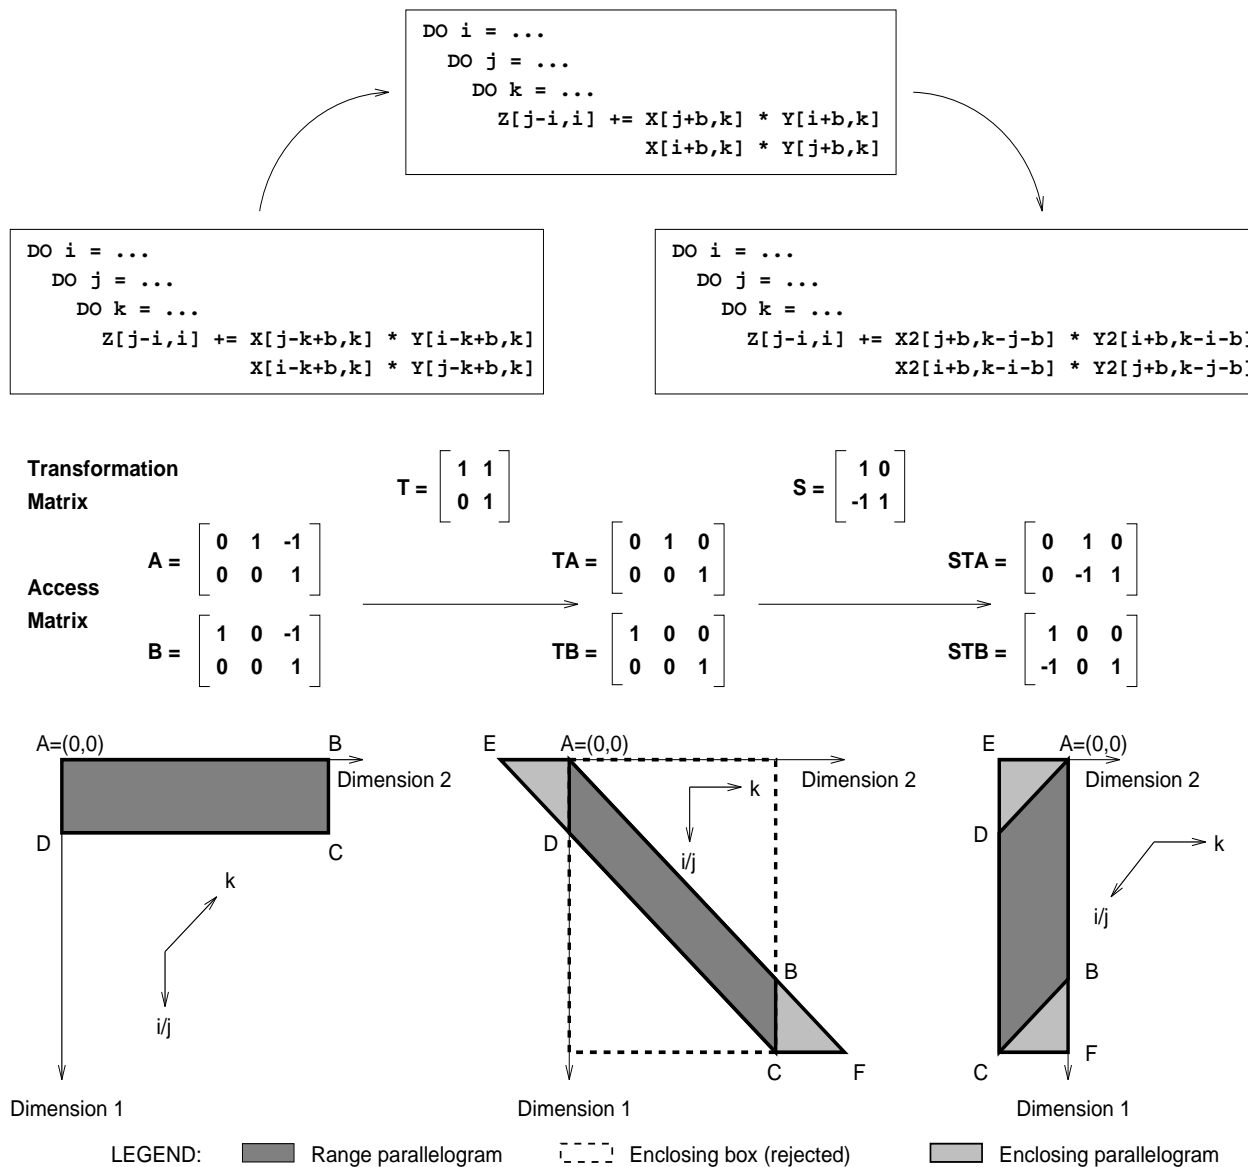 DO i = ...
DO j = ...
DO k = ...
Z[j-i,i] += X[j+b,k] * Y[i+b,k]
X[i+b,k] * Y[j+b,k]
DO i = ...
DO j = ...
DO k = ...
Z[j-i,i] += X[j-k+b,k] * Y[i-k+b,k]
X[i-k+b,k] * Y[j-k+b,k]
DO i = ...
DO j = ...
DO k = ...
Z[j-i,i] += X2[j+b,k-j-b] * Y2[i+b,k-i-b]
X2[i+b,k-i-b] * Y2[j+b,k-j-b]
Transformation
Matrix
T =
1 1
0 1
S =
1 0
-1 1
Access
Matrix
A =
0 1 -1
0 0 1
TA =
0 1 0
0 0 1
STA =
0 1 0
0 -1 1
B =
1 0 -1
0 0 1
TB =
1 0 0
0 0 1
STB =
1 0 0
-1 0 1
A=(0,0)
B
Dimension 2
D
C
k
i/j
Dimension 1
E
A=(0,0)
Dimension 2
k
D
i/j
B
C
F
Dimension 1
E
A=(0,0)
Dimension 2
D
k
i/j
B
F
C
Dimension 1
LEGEND:
Range parallelogram
Enclosing box (rejected)
Enclosing parallelogram